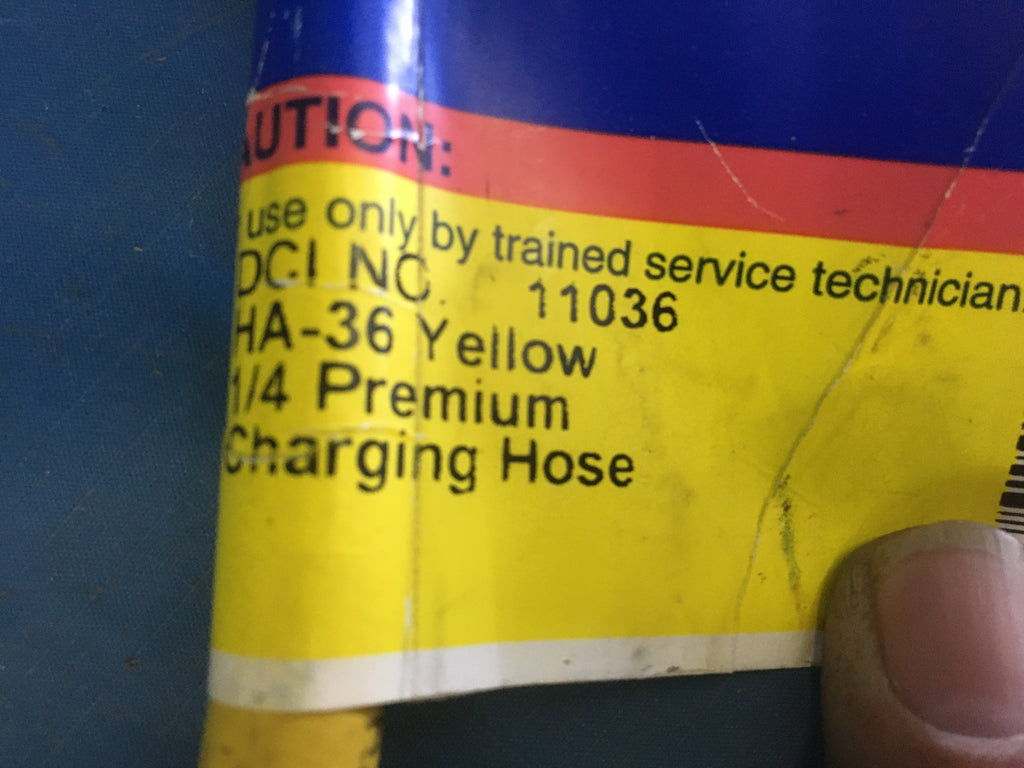 AUTION:
use only by trained service technician.
DCI NO. 11036
HA-36 Yellow
1/4 Premium
Charging Hose